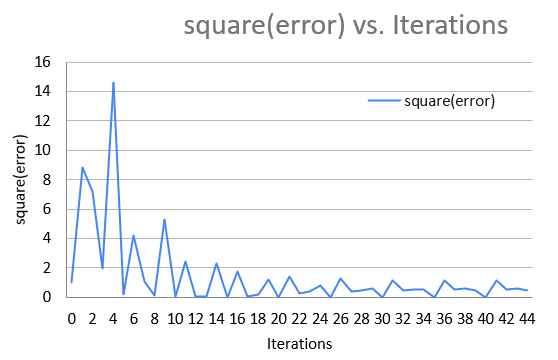 square(error) vs. Iterations
16
14
12
10
8
6
4
2
0
square(error)
square(error)
0 2 4 6 8 10 12 14 16 18 20 22 24 26 28 30 32 34 36 38 40 42 44
Iterations